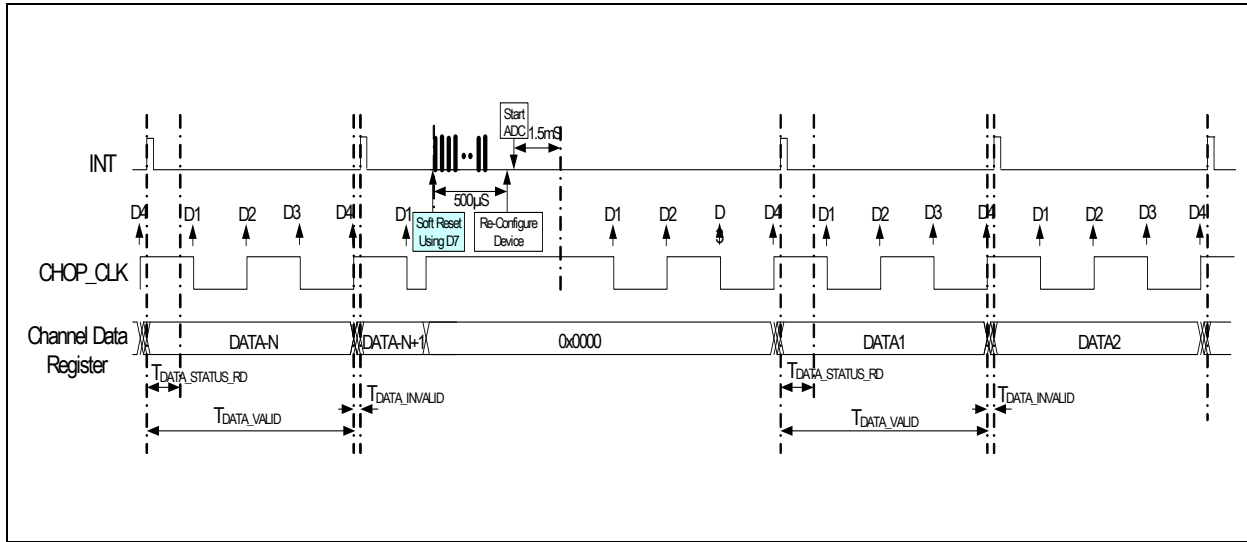 Start
ADC
1.5mS
INT
500µS
D4 D1 D2 D3 D4 D1 D1 D2 D
3 D4 D1 D2 D3 D4 D1 D2 D3 D4
Soft Reset
Using D7
Re-Configure
Device
CHOP_CLK
Channel Data
Register
DATA-N DATA-N+1 0x0000 DATA1 DATA2
TDATA_STATUS_RD TDATA_STATUS_RD
TDATA_INVALID TDATA_INVALID
TDATA_VALID TDATA_VALID